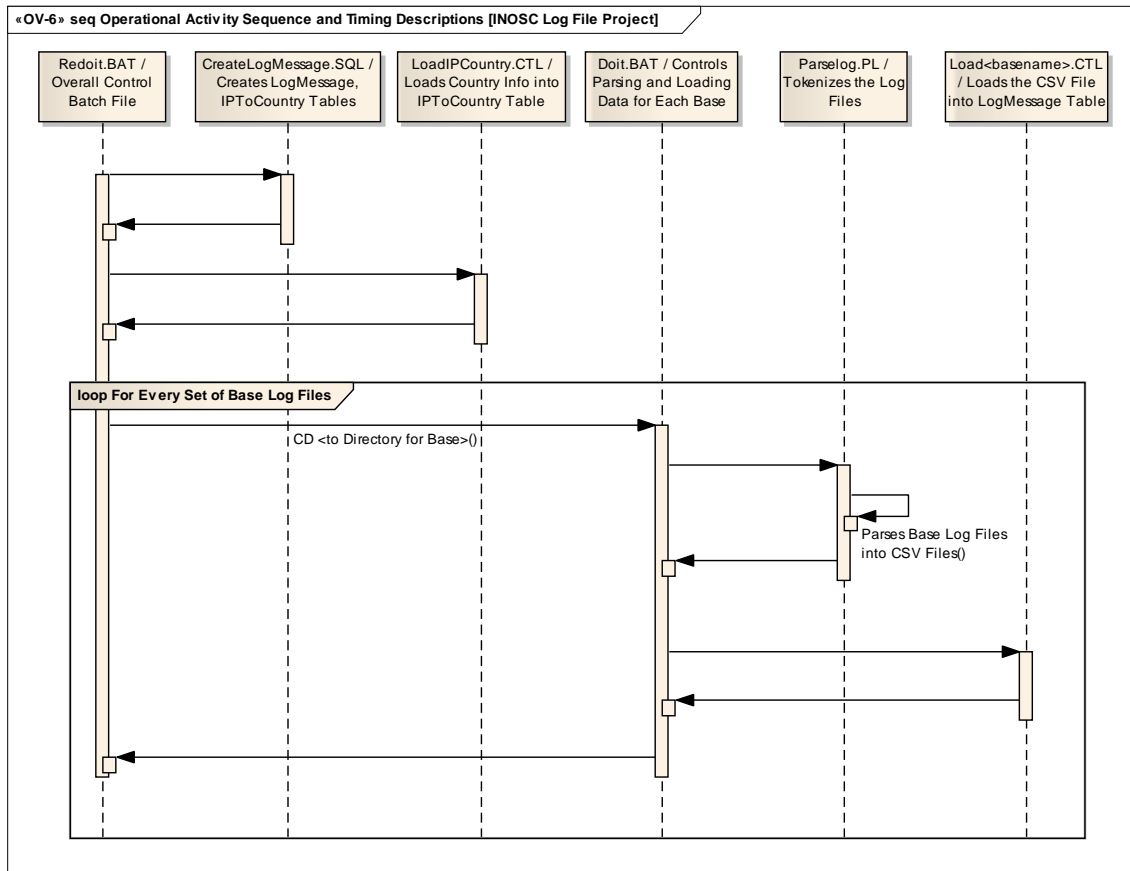 «OV-6» seq Operational Activity Sequence and Timing Descriptions [INOSC Log File Project]
Redoit.BAT /
Overall Control
Batch File
CreateLogMessage.SQL /
Creates LogMessage,
IPToCountry Tables
LoadIPCountry.CTL /
Loads Country Info into
IPToCountry Table
Doit.BAT / Controls
Parsing and Loading
Data for Each Base
Parselog.PL /
Tokenizes the Log
Files
Load<basename>.CTL
/ Loads the CSV File
into LogMessage Table
loop For Every Set of Base Log Files
CD <to Directory for Base>()
Parses Base Log Files
into CSV Files()